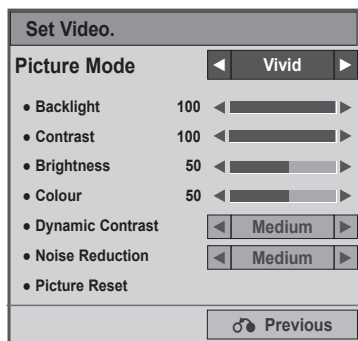 Set Video.
Picture Mode Vivid
• Backlight 100
• Contrast 100
• Brightness 50
• Colour 50
• Dynamic Contrast Medium
• Noise Reduction Medium
• Picture Reset
Previous